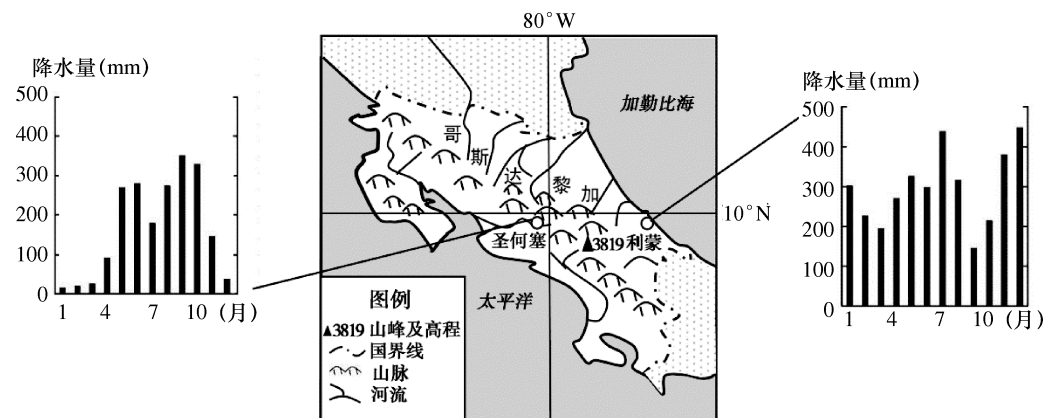 80°W
降水量(mm)
500
400
300
200
100
0
1
4
7
10
(月)
加勒比海
哥
斯
达
黎
加
10°N
圣何塞
▲3819
利蒙
太平洋
图例
▲3819 山峰及高程
国界线
山脉
河流
降水量(mm)
500
400
300
200
100
0
1
4
7
10
(月)